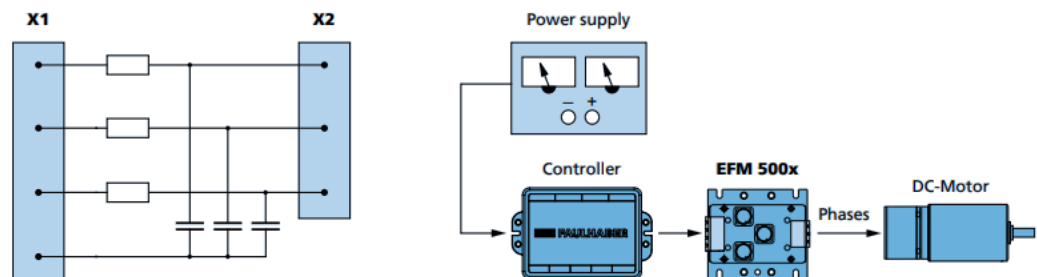 X1
X2
Power supply
− +
Controller
EFM 500x
DC-Motor
FAULHABER
Phases